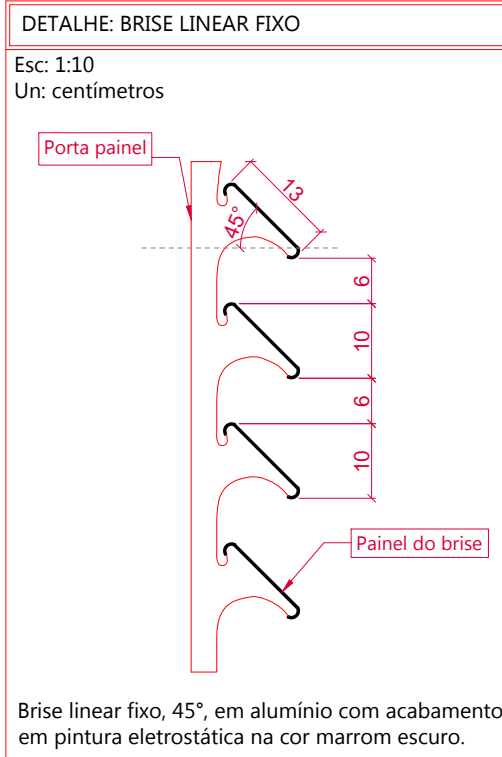 DETALHE: BRISE LINEAR FIXO
Esc: 1:10
Un: centímetros
Porta painel
13
45°
6
10
6
10
Painel do brise
Brise linear fixo, 45°, em alumínio com acabamento
em pintura eletrostática na cor marrom escuro.